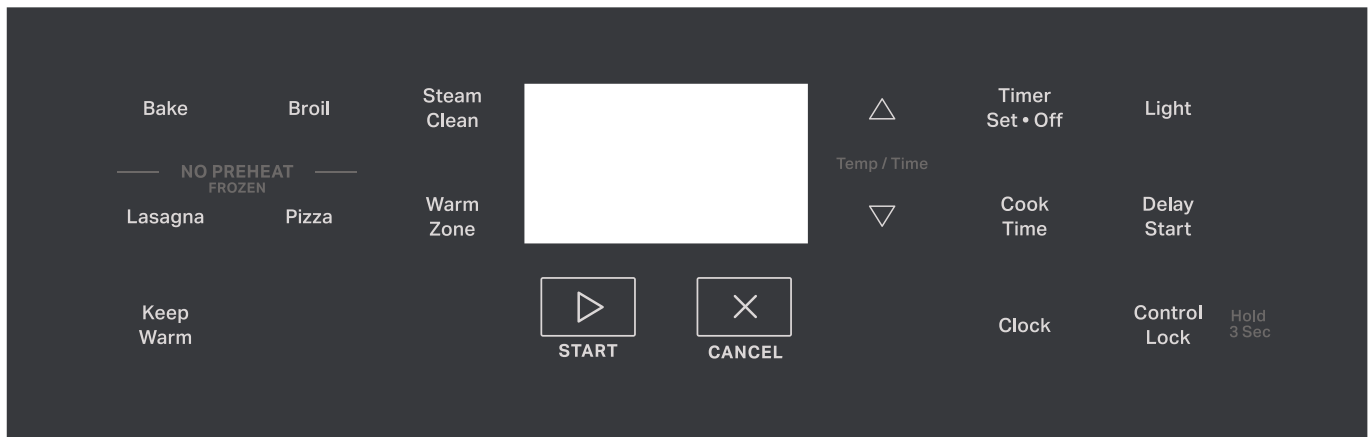 Bake
Broil
Steam
Clean
Timer
Set • Off
Light
NO PREHEAT
FROZEN
Temp / Time
Lasagna
Pizza
Warm
Zone
Cook
Time
Delay
Start
Keep
Warm
START
CANCEL
Clock
Control
Lock
Hold
3 Sec